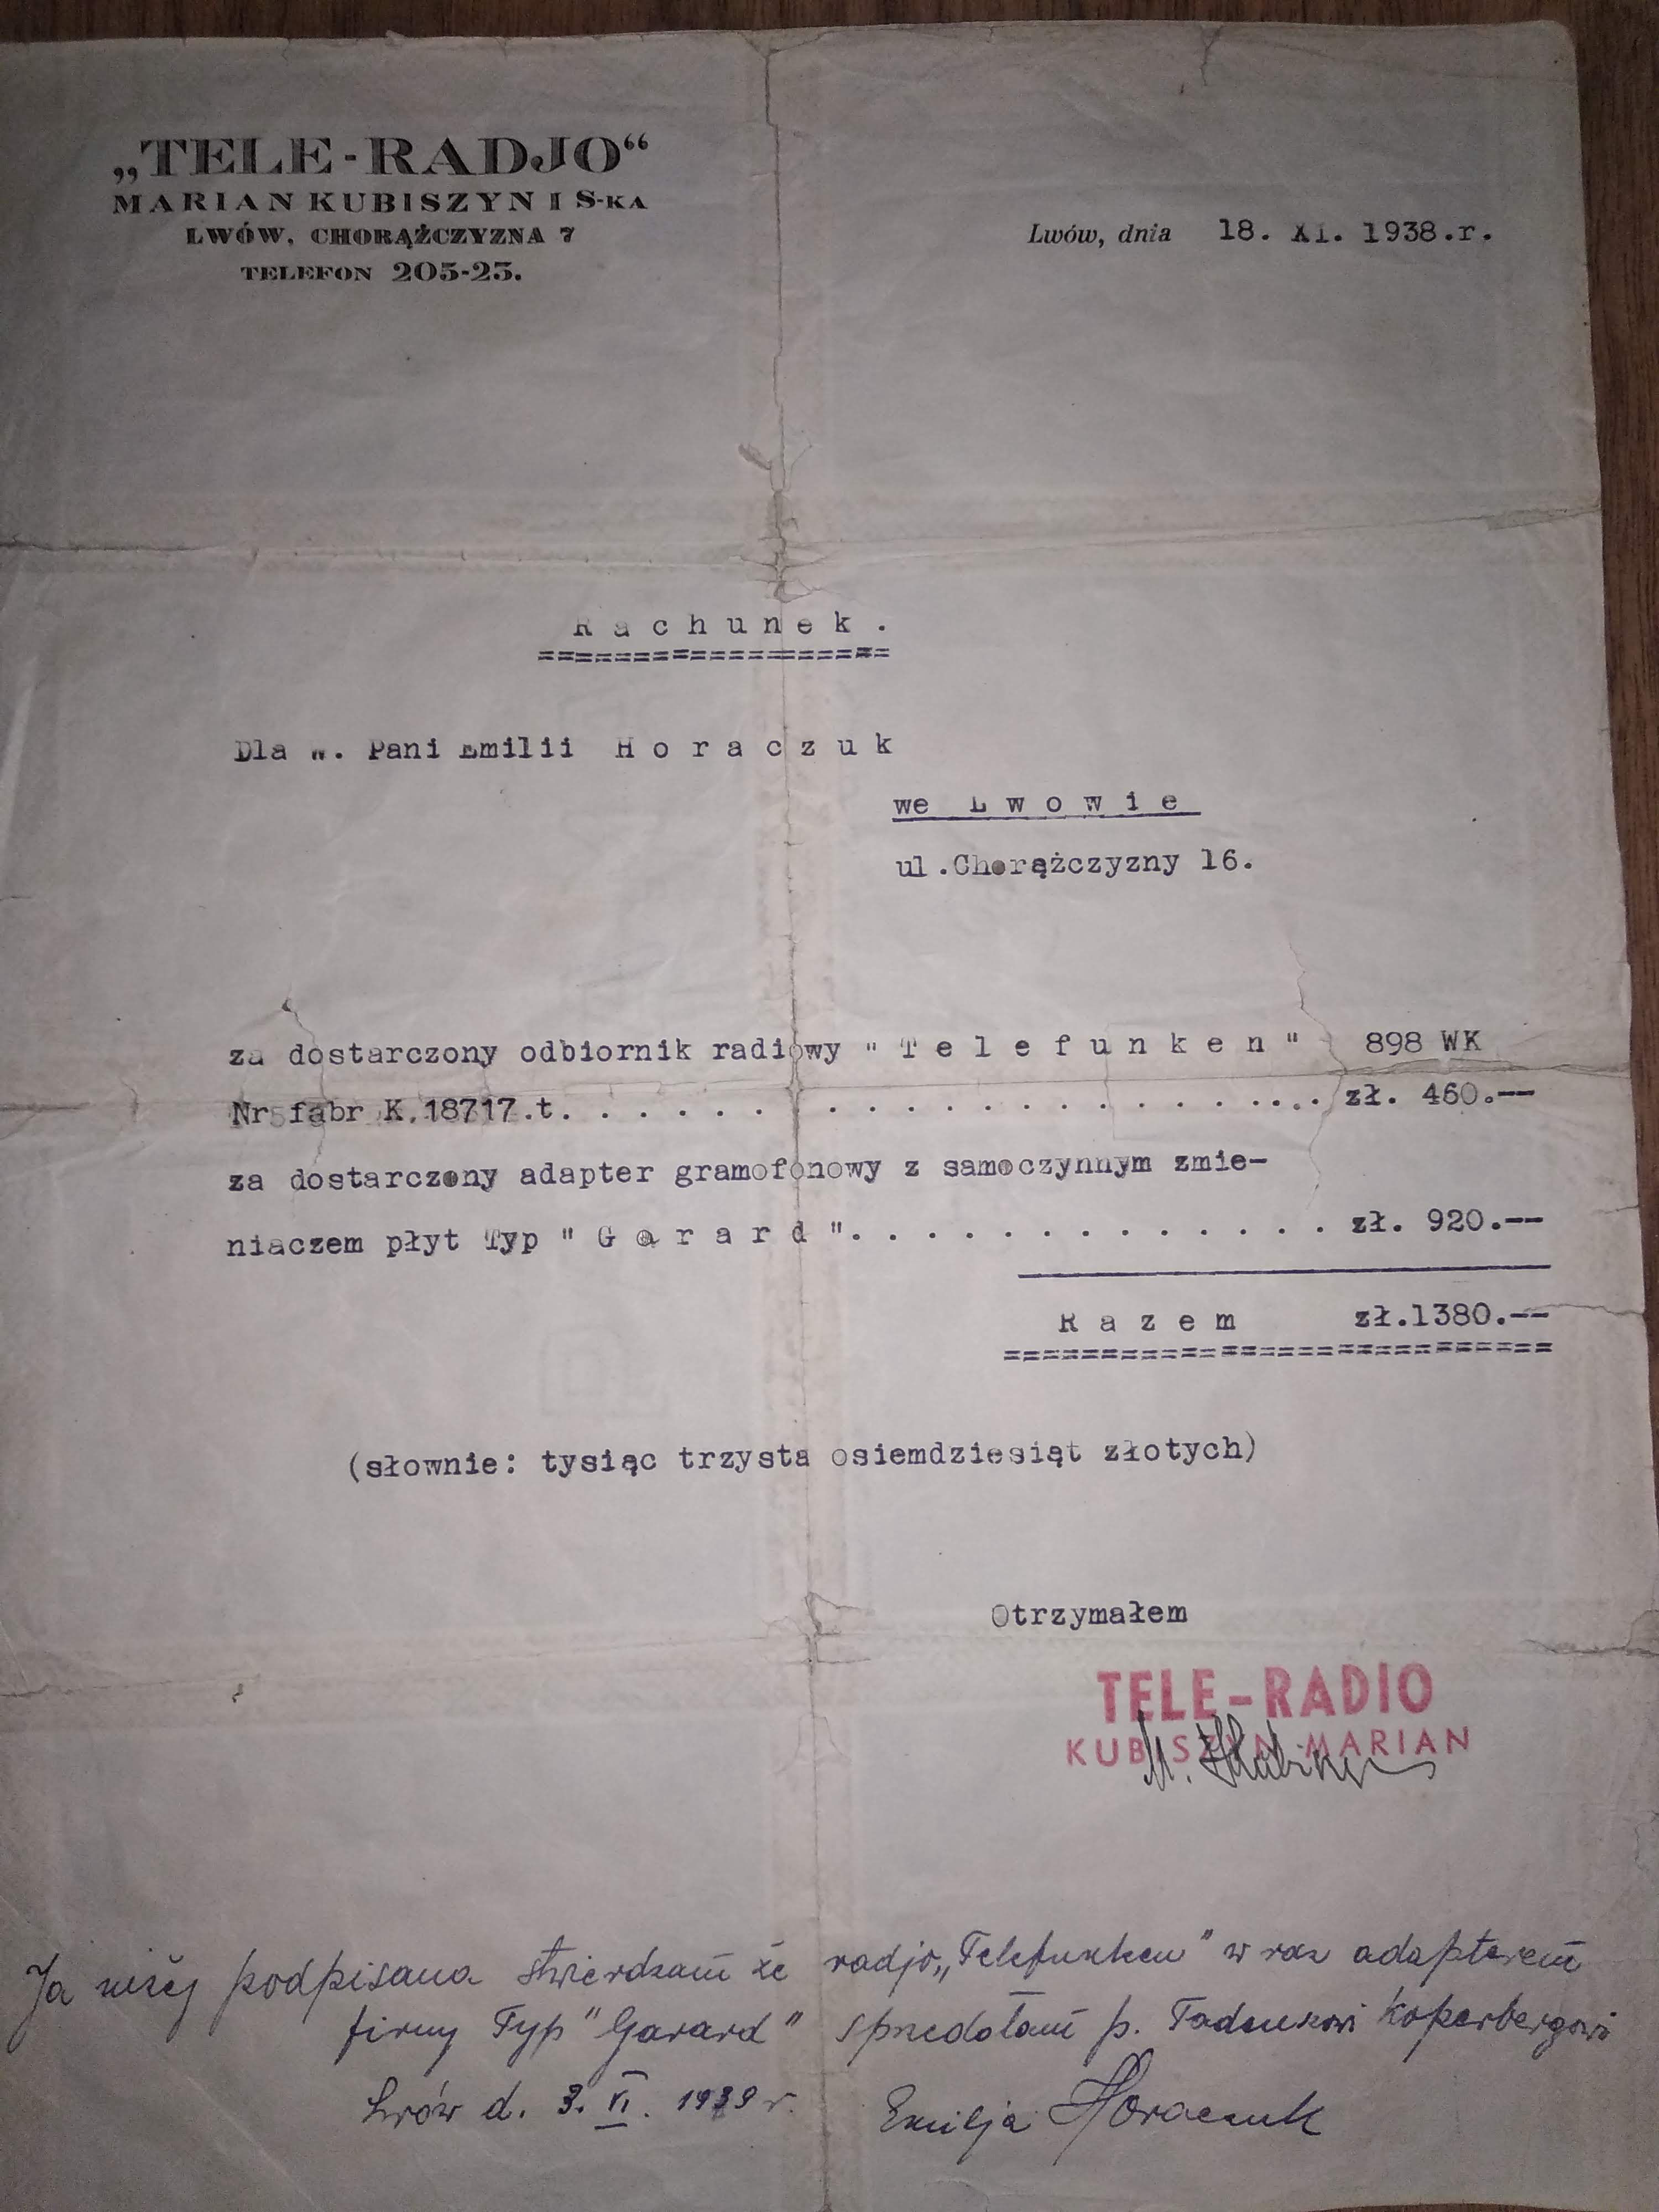 „TELE-RADJO“
MARIAN KUBISZYN I S-KA
LWÓW, CHORĄŻCZYZNA 7
TELEFON 205-25.
Lwów, dnia 18. XI. 1938.r.
Rachunek.
Dla W. Pani Emilii Horaczuk
we Lwowie
ul.Chorążczyzny 16.
za dostarczony odbiornik radiowy "Telefunken" 898 WK
Nr fabr K.18717.t. . . . . . . . . . . . . . . . . . . . . . . . zł. 460.--
za dostarczony adapter gramofonowy z samoczynnym zmie-
niaczem płyt Typ "Garard". . . . . . . . . . . . . . zł. 920.--
Razem zł.1380.--
(słownie: tysiąc trzysta osiemdziesiąt złotych)
Otrzymałem
TELE-RADIO
KUBISZYN MARIAN
Ja niżej podpisana stwierdzam że radjo „Telefunken" wraz adapterem
firmy Typ "Garard" sprzedałam p. Tadeuszowi Koperbergowi
Lwów d. 3. VI. 1939 r.
Emilja Horaczuk